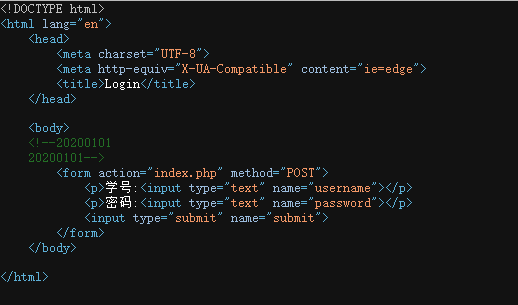 <!DOCTYPE html>
<html lang="en">
    <head>
        <meta charset="UTF-8">
        <meta http-equiv="X-UA-Compatible" content="ie=edge">
        <title>Login</title>
    </head>

    <body>
    <!--20200101
    20200101-->
        <form action="index.php" method="POST">
            <p>学号:<input type="text" name="username"></p>
            <p>密码:<input type="text" name="password"></p>
            <input type="submit" name="submit">
        </form>
    </body>

</html>